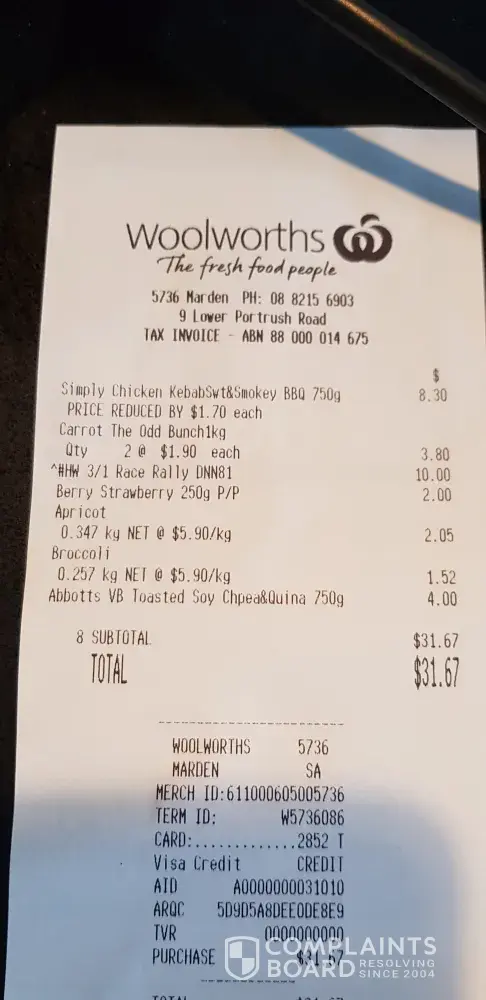 Woolworths
The fresh food people
5736 Marden PH: 08 8215 6903
9 Lower Portrush Road
TAX INVOICE - ABN 88 000 014 675
$
Simply Chicken KebabSwt&Smokey BBQ 750g 8.30
PRICE REDUCED BY $1.70 each
Carrot The Odd Bunch1kg
Qty 2 @ $1.90 each 3.80
^#HW 3/1 Race Rally DNN81 10.00
Berry Strawberry 250g P/P 2.00
Apricot
0.347 kg NET @ $5.90/kg 2.05
Broccoli
0.257 kg NET @ $5.90/kg 1.52
Abbotts VB Toasted Soy Chpea&Quina 750g 4.00
8 SUBTOTAL $31.67
TOTAL $31.67
WOOLWORTHS 5736
MARDEN SA
MERCH ID:611000605005736
TERM ID: W5736086
CARD:.............2852 T
Visa Credit CREDIT
AID A0000000031010
ARQC 5D9D5A8DEE0DE8E9
TVR 0000000000
PURCHASE $31.67
COMPLAINTS
BOARD RESOLVING
SINCE 2004